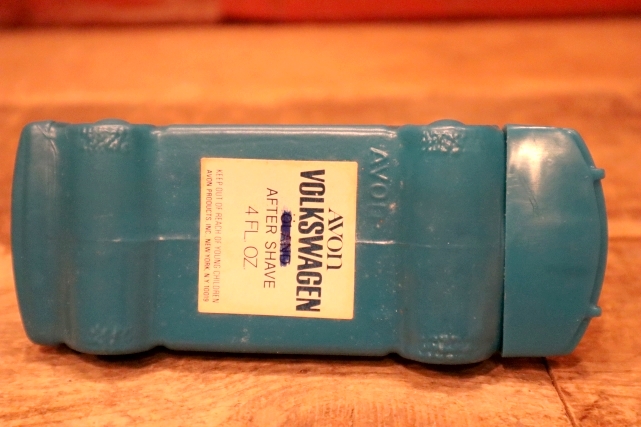 AVON
AVON
VOLKSWAGEN
OLAND
AFTER SHAVE
4 FL. OZ.
KEEP OUT OF REACH OF YOUNG CHILDREN
AVON PRODUCTS, INC. NEW YORK, N.Y. 10019